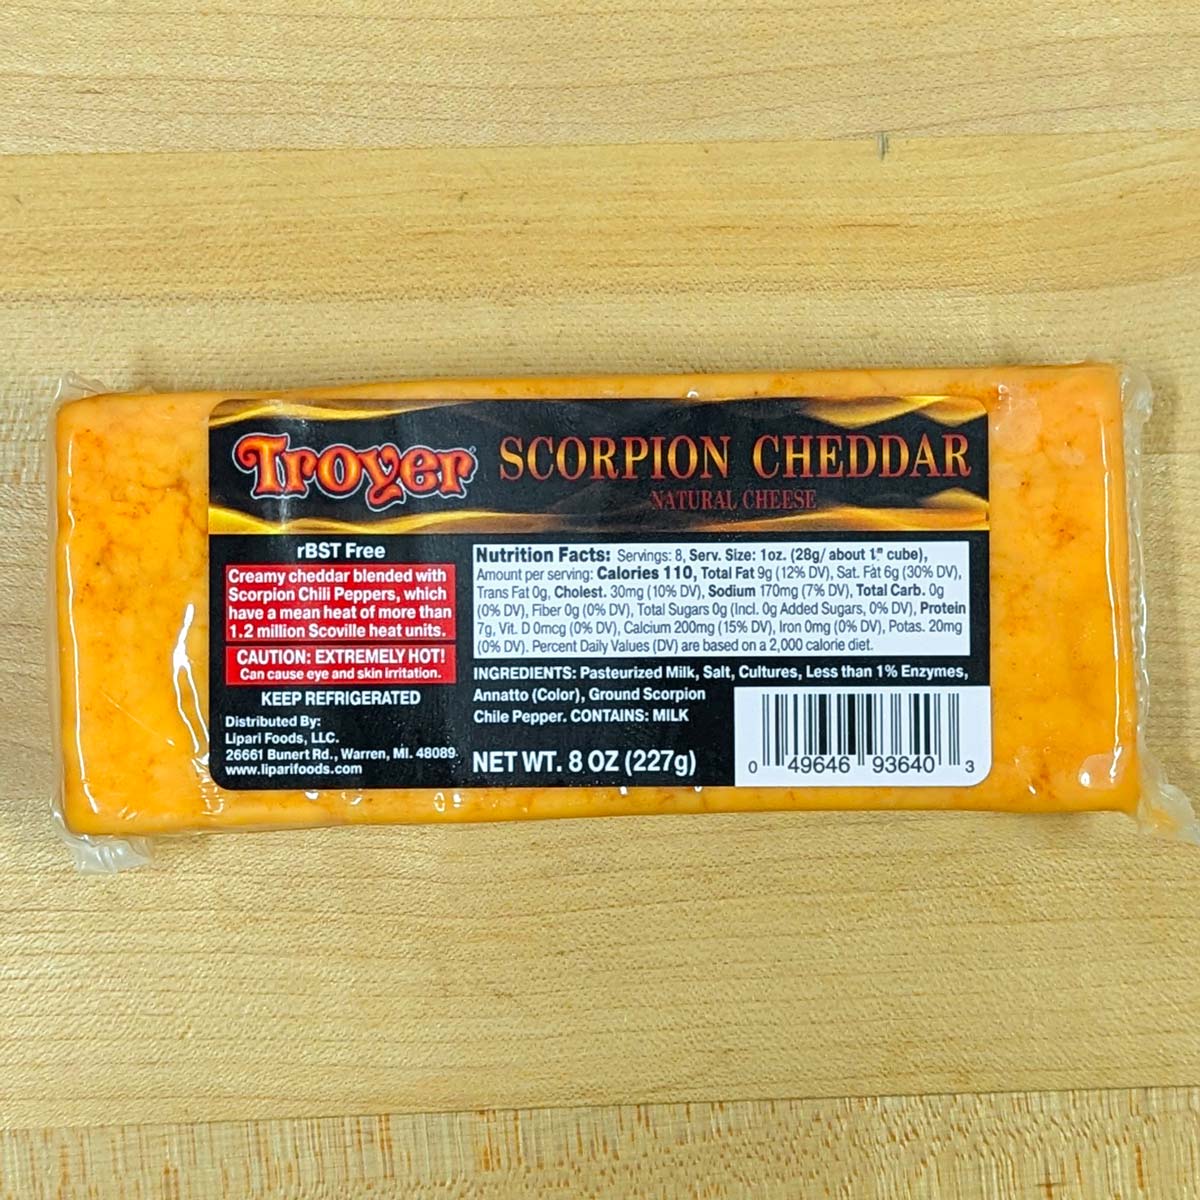 Troyer
SCORPION CHEDDAR
NATURAL CHEESE
rBST Free
Creamy cheddar blended with
Scorpion Chili Peppers, which
have a mean heat of more than
1.2 million Scoville heat units.
CAUTION: EXTREMELY HOT!
Can cause eye and skin irritation.
KEEP REFRIGERATED
Distributed By:
Lipari Foods, LLC.
26661 Bunert Rd., Warren, MI. 48089
www.liparifoods.com
Nutrition Facts: Servings: 8, Serv. Size: 1oz. (28g/ about 1" cube),
Amount per serving: Calories 110, Total Fat 9g (12% DV), Sat. Fat 6g (30% DV),
Trans Fat 0g, Cholest. 30mg (10% DV), Sodium 170mg (7% DV), Total Carb. 0g
(0% DV), Fiber 0g (0% DV), Total Sugars 0g (Incl. 0g Added Sugars, 0% DV), Protein
7g, Vit. D 0mcg (0% DV), Calcium 200mg (15% DV), Iron 0mg (0% DV), Potas. 20mg
(0% DV). Percent Daily Values (DV) are based on a 2,000 calorie diet.
INGREDIENTS: Pasteurized Milk, Salt, Cultures, Less than 1% Enzymes,
Annatto (Color), Ground Scorpion
Chile Pepper. CONTAINS: MILK
NET WT. 8 OZ (227g)
0 49646 93640 3